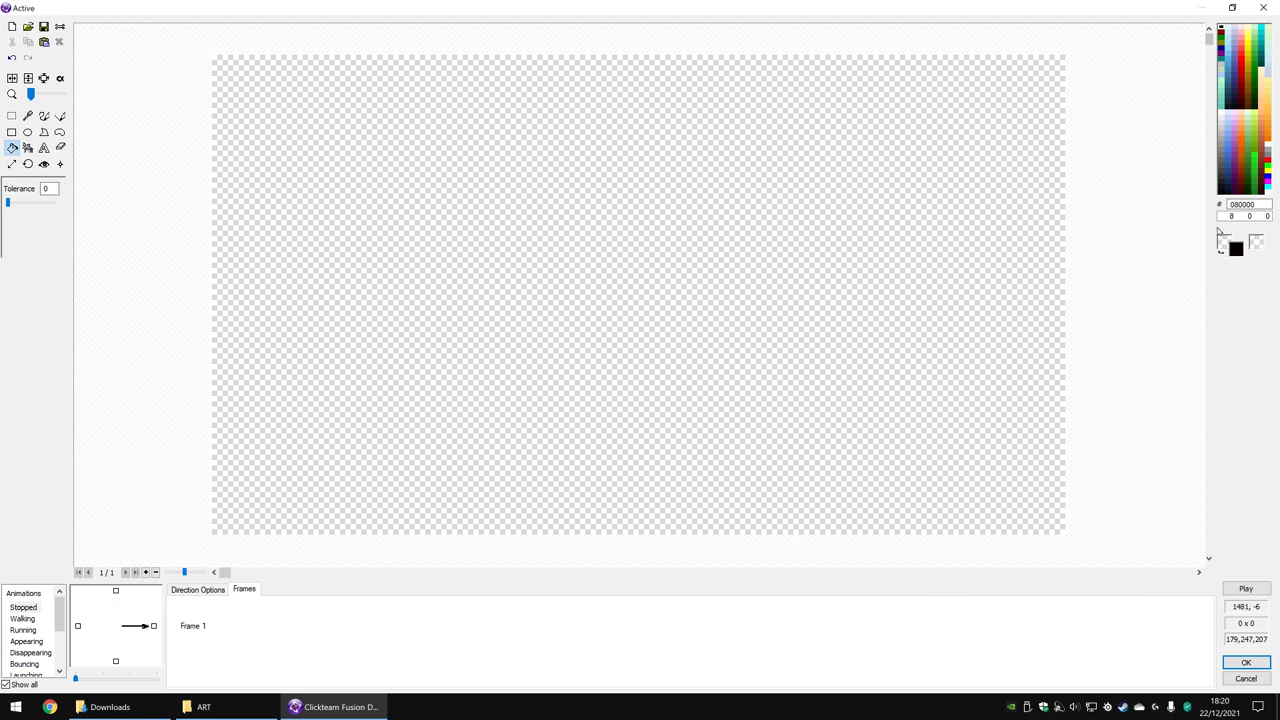 Active
Tolerance 0
# 080000
8 0 0
1 / 1
Animations
Stopped
Walking
Running
Appearing
Disappearing
Bouncing
Launching
Show all
Direction Options Frames
Frame 1
Play
1481, -6
0 x 0
179,247,207
OK
Cancel
Downloads ART Clickteam Fusion D...
18:20
22/12/2021